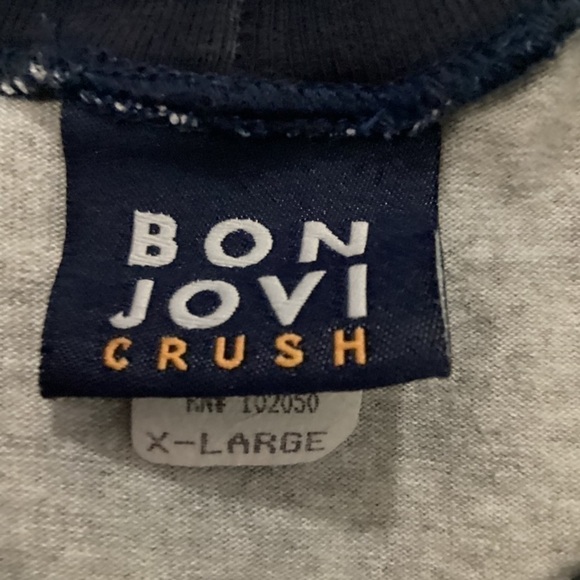 BON
JOVI
CRUSH
RN# 102050
X-LARGE